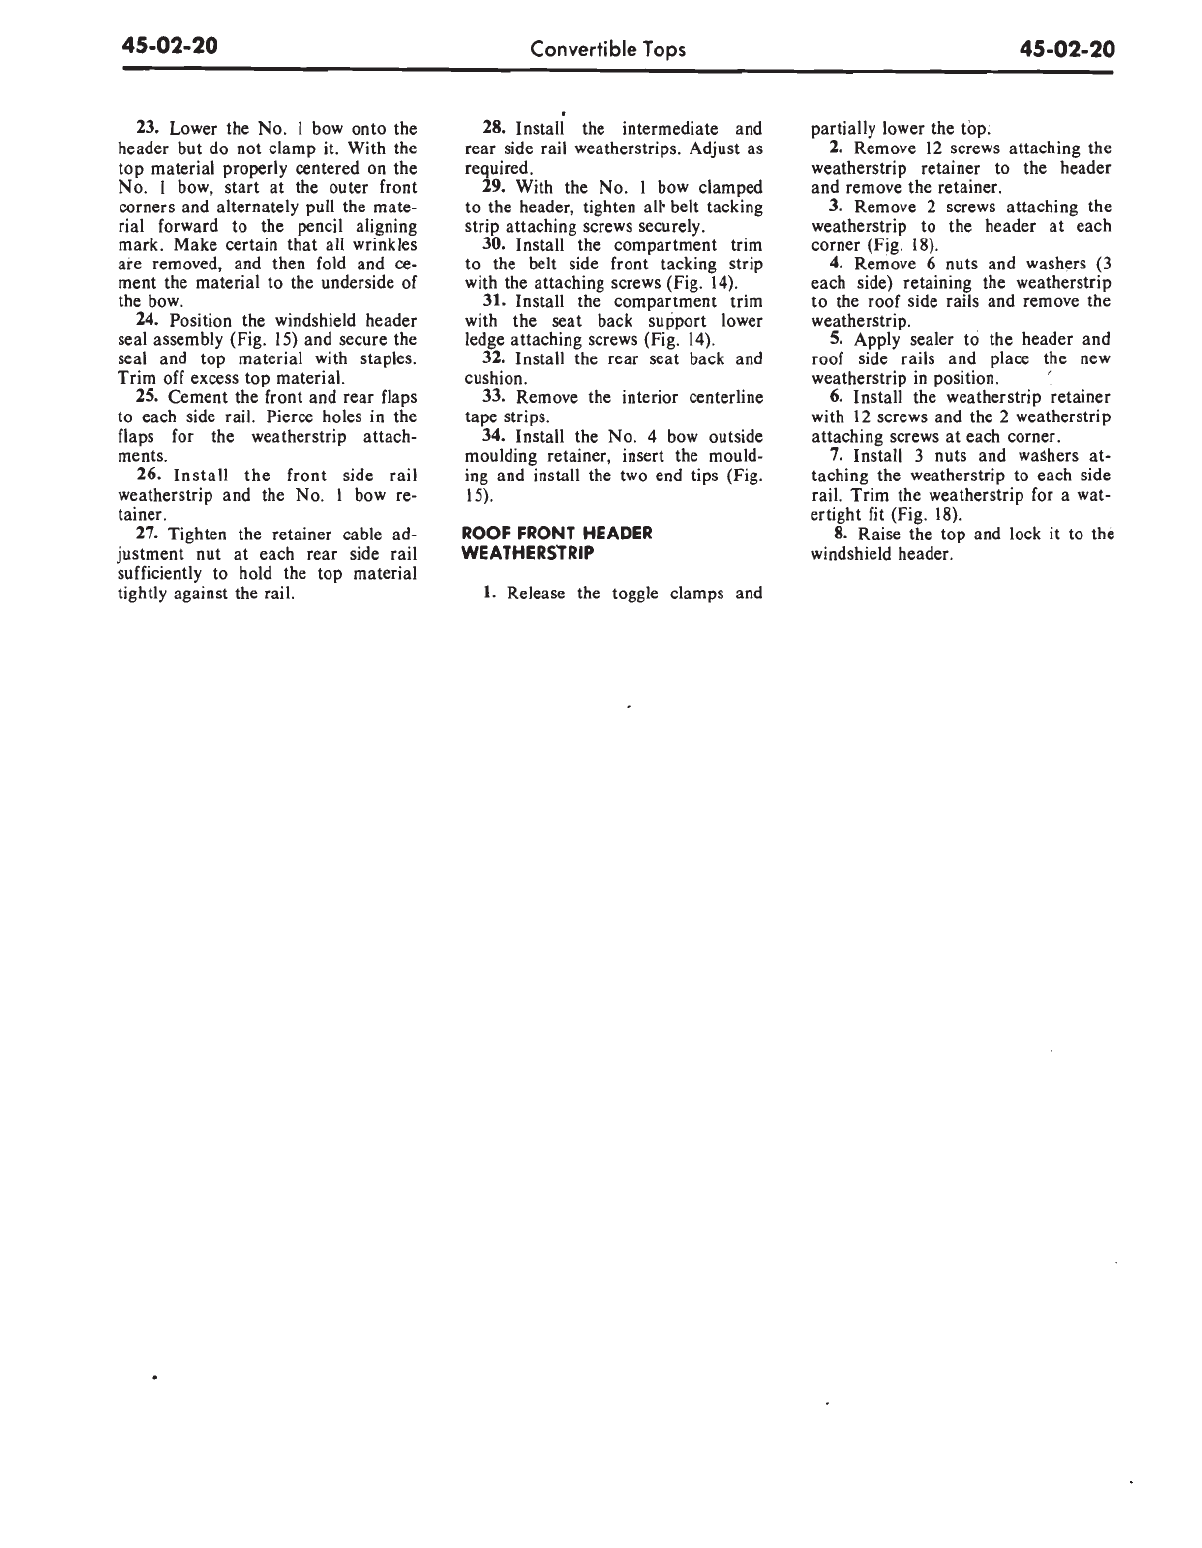 45-02-20 Convertible Tops 45-02-20
23. Lower the No. 1 bow onto the
header but do not clamp it. With the
top material properly centered on the
No. 1 bow, start at the outer front
corners and alternately pull the mate-
rial forward to the pencil aligning
mark. Make certain that all wrinkles
are removed, and then fold and ce-
ment the material to the underside of
the bow.
24. Position the windshield header
seal assembly (Fig. 15) and secure the
seal and top material with staples.
Trim off excess top material.
25. Cement the front and rear flaps
to each side rail. Pierce holes in the
flaps for the weatherstrip attach-
ments.
26. Install the front side rail
weatherstrip and the No. 1 bow re-
tainer.
27. Tighten the retainer cable ad-
justment nut at each rear side rail
sufficiently to hold the top material
tightly against the rail.
28. Install the intermediate and
rear side rail weatherstrips. Adjust as
required.
29. With the No. 1 bow clamped
to the header, tighten all belt tacking
strip attaching screws securely.
30. Install the compartment trim
to the belt side front tacking strip
with the attaching screws (Fig. 14).
31. Install the compartment trim
with the seat back support lower
ledge attaching screws (Fig. 14).
32. Install the rear seat back and
cushion.
33. Remove the interior centerline
tape strips.
34. Install the No. 4 bow outside
moulding retainer, insert the mould-
ing and install the two end tips (Fig.
15).
ROOF FRONT HEADER
WEATHERSTRIP
1. Release the toggle clamps and
partially lower the top.
2. Remove 12 screws attaching the
weatherstrip retainer to the header
and remove the retainer.
3. Remove 2 screws attaching the
weatherstrip to the header at each
corner (Fig. 18).
4. Remove 6 nuts and washers (3
each side) retaining the weatherstrip
to the roof side rails and remove the
weatherstrip.
5. Apply sealer to the header and
roof side rails and place the new
weatherstrip in position.
6. Install the weatherstrip retainer
with 12 screws and the 2 weatherstrip
attaching screws at each corner.
7. Install 3 nuts and washers at-
taching the weatherstrip to each side
rail. Trim the weatherstrip for a wat-
ertight fit (Fig. 18).
8. Raise the top and lock it to the
windshield header.